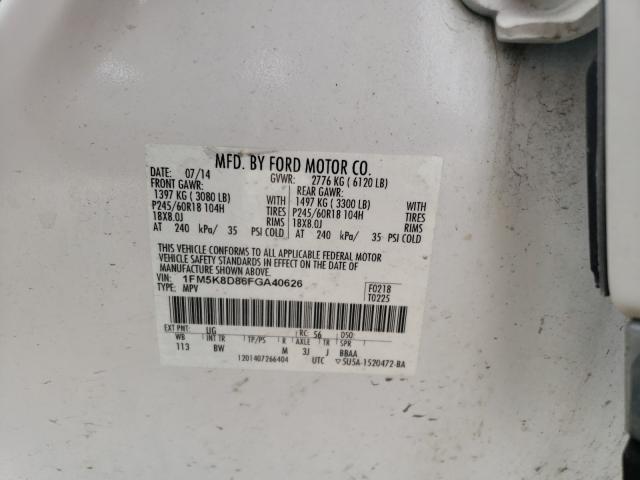 MFD. BY FORD MOTOR CO.
DATE: 07/14 GVWR: 2776 KG ( 6120 LB)
FRONT GAWR: REAR GAWR:
1397 KG ( 3080 LB) WITH 1497 KG ( 3300 LB) WITH
P245/60R18 104H TIRES P245/60R18 104H TIRES
18X8.0J RIMS 18X8.0J RIMS
AT 240 kPa/ 35 PSI COLD AT 240 kPa/ 35 PSI COLD
THIS VEHICLE CONFORMS TO ALL APPLICABLE FEDERAL MOTOR
VEHICLE SAFETY STANDARDS IN EFFECT ON THE DATE OF
MANUFACTURE SHOWN ABOVE.
VIN: 1FM5K8D86FGA40626
TYPE: MPV
F0218
T0225
EXT PNT: UG RC: 56 DSO:
WB INT TR TP/PS R AXLE TR SPR
113 BW M 3J J BBAA
1201407266404 UTC ▽5U5A-1520472-BA